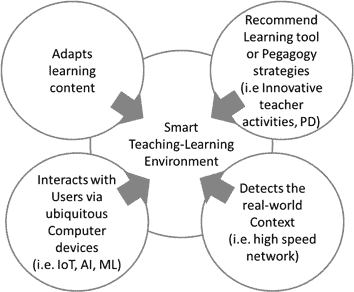 Adapts
learning
content
Recommend
Learning tool
or Pegagogy
strategies
(i.e Innovative
teacher
activities, PD)
Smart
Teaching-Learning
Environment
Interacts with
Users via
ubiquitous
Computer
devices
(i.e. IoT, AI, ML)
Detects the
real-world
Context
(i.e. high speed
network)